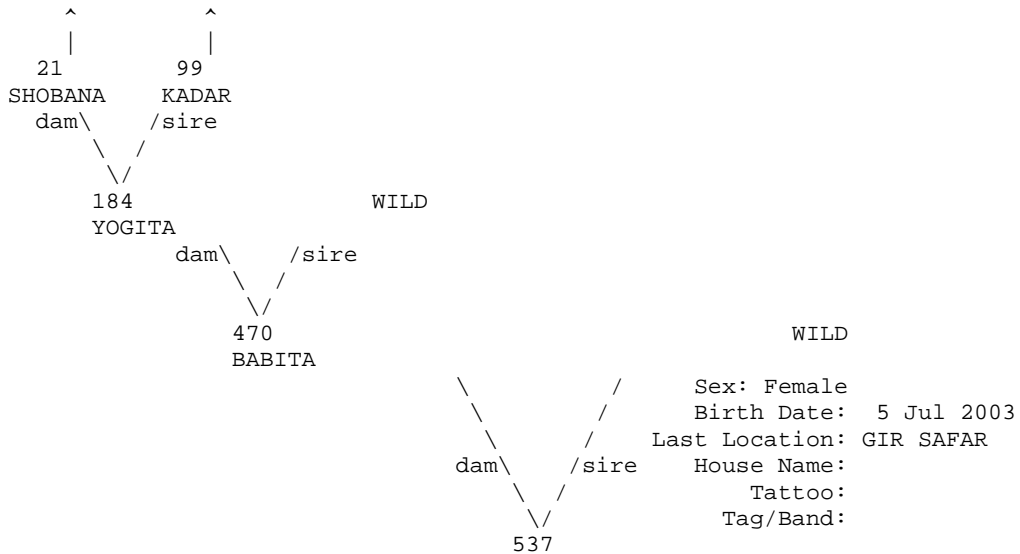 ^ ^
| |
21 99
SHOBANA KADAR
dam\ /sire
\ /
\/
184 WILD
YOGITA
dam\ /sire
\ /
\/
470 WILD
BABITA
\ / Sex: Female
\ / Birth Date: 5 Jul 2003
\ / Last Location: GIR SAFAR
dam\ /sire House Name:
\ / Tattoo:
\/ Tag/Band:
537